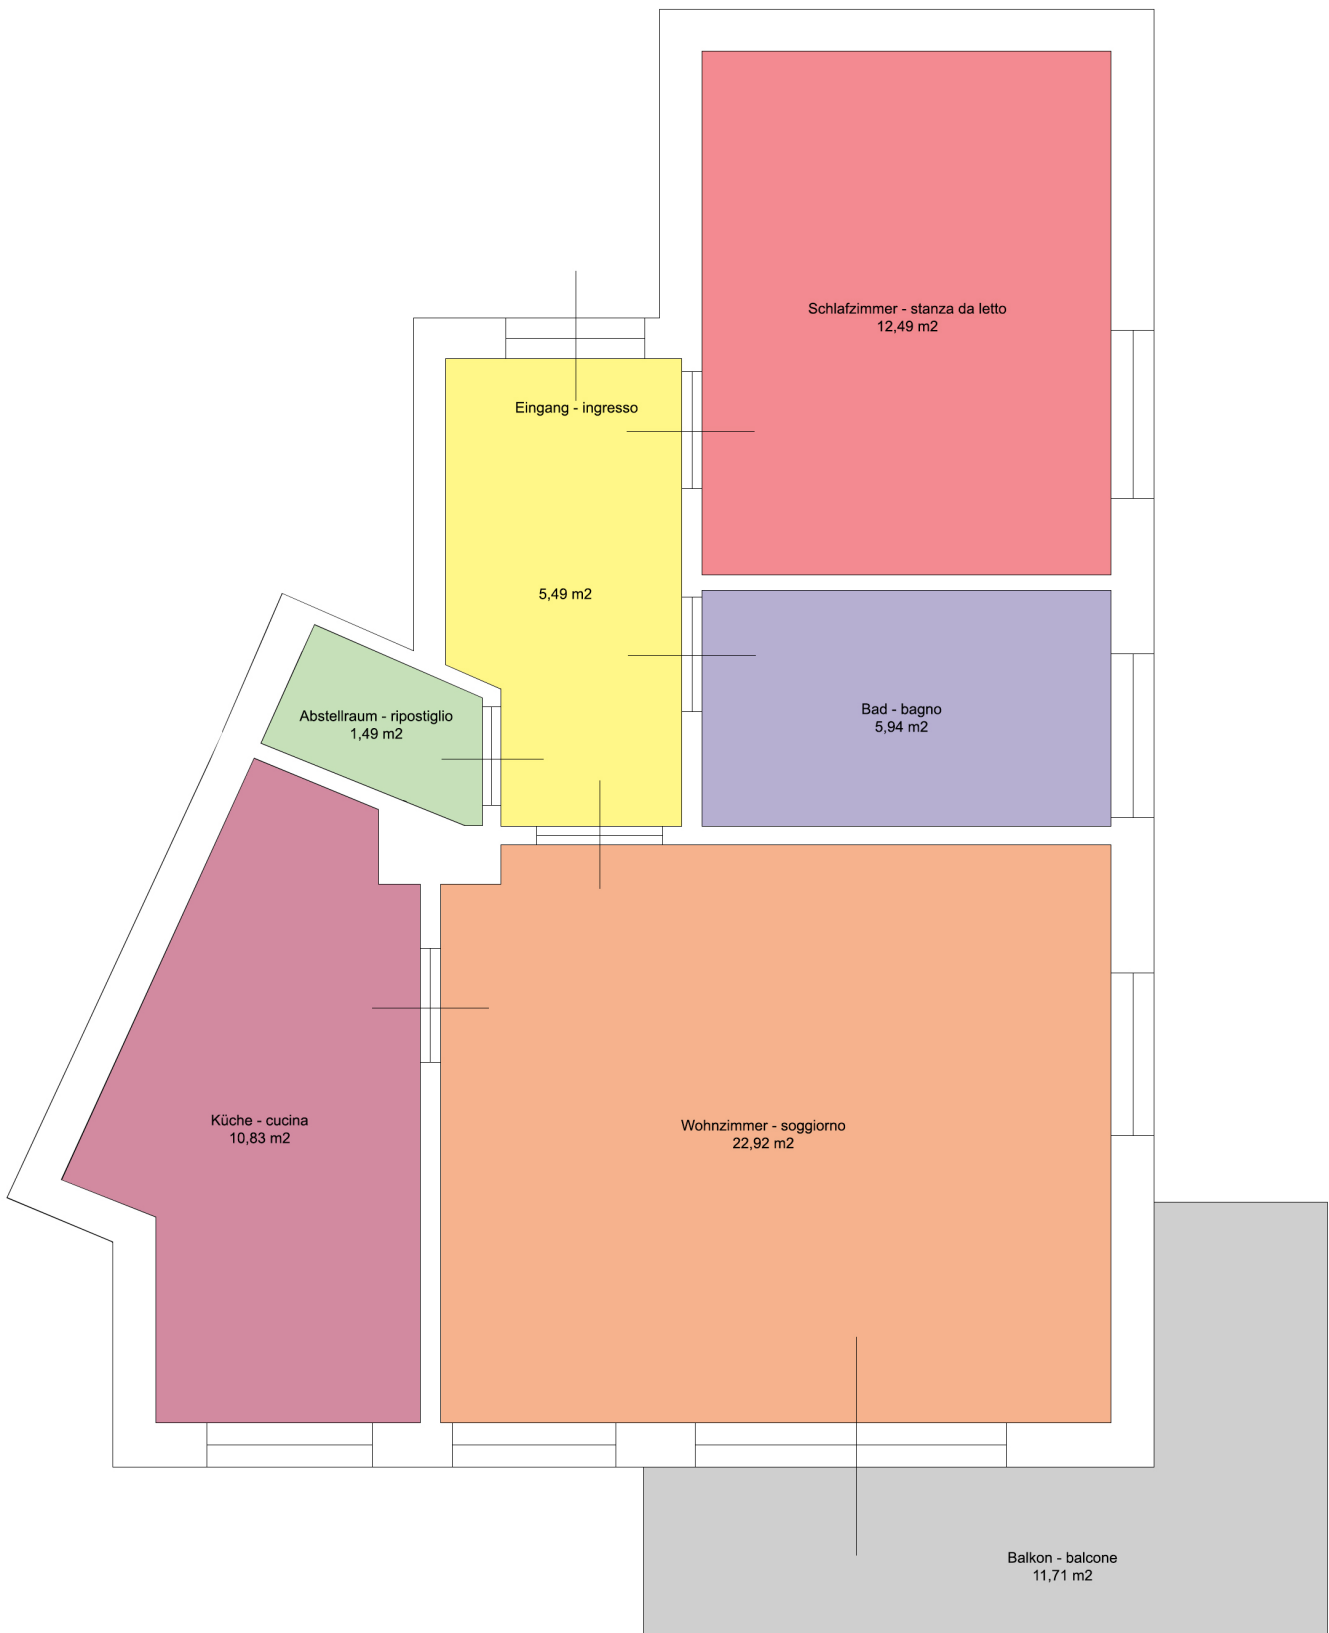 Schlafzimmer - stanza da letto
12,49 m2
Eingang - ingresso
5,49 m2
Abstellraum - ripostiglio
1,49 m2
Bad - bagno
5,94 m2
Küche - cucina
10,83 m2
Wohnzimmer - soggiorno
22,92 m2
Balkon - balcone
11,71 m2